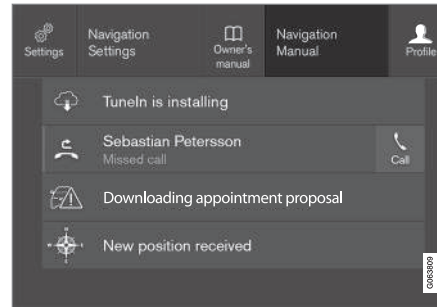 Settings
Navigation
Settings
Owner's
manual
Navigation
Manual
Profile
TuneIn is installing
Sebastian Petersson
Missed call
Call
Downloading appointment proposal
New position received
G063809